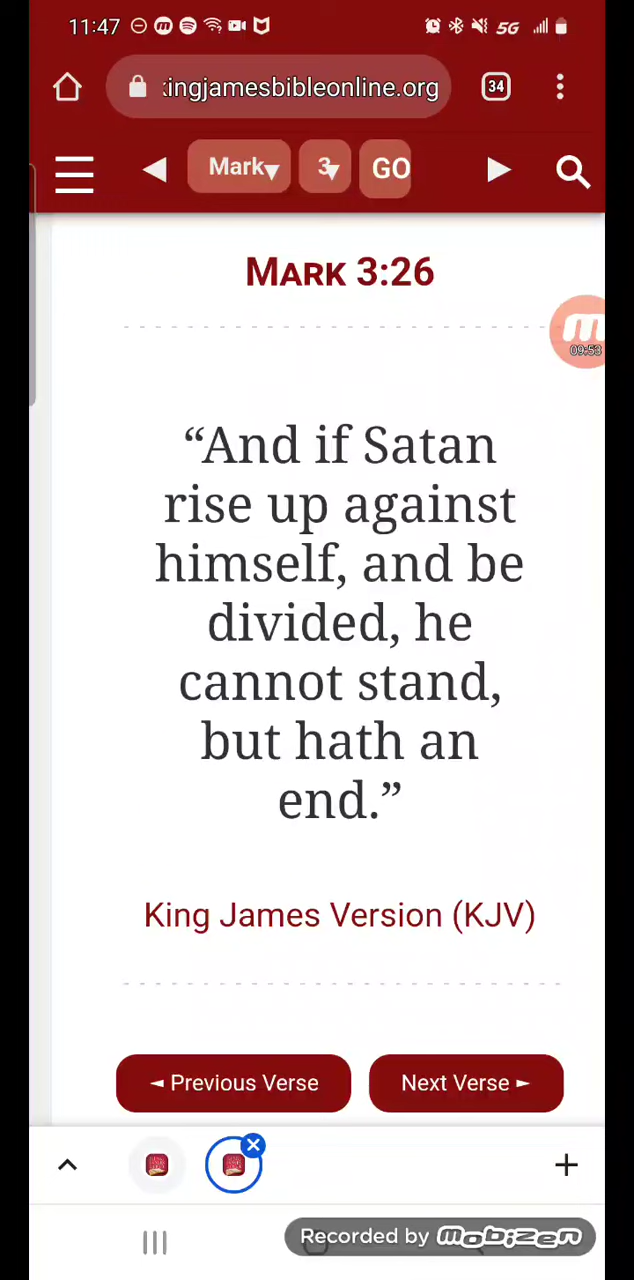 11:47 5G
:ingjamesbibleonline.org 34
Mark 3 GO
MARK 3:26
09:53
“And if Satan
rise up against
himself, and be
divided, he
cannot stand,
but hath an
end.”
King James Version (KJV)
◄ Previous Verse Next Verse ►
Recorded by mobizen